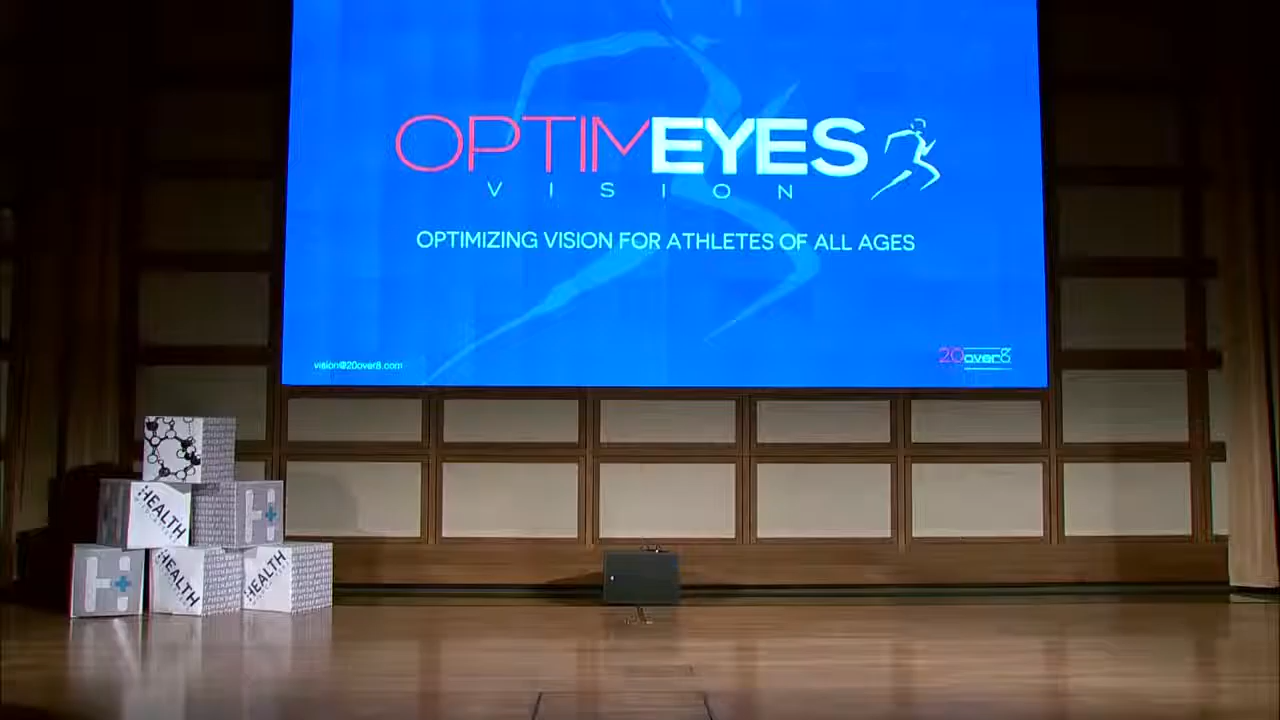 OPTIMEYES
VISION
OPTIMIZING VISION FOR ATHLETES OF ALL AGES
vision@20over8.com
20over8
HEALTH
H+
H+
HEALTH
HEALTH